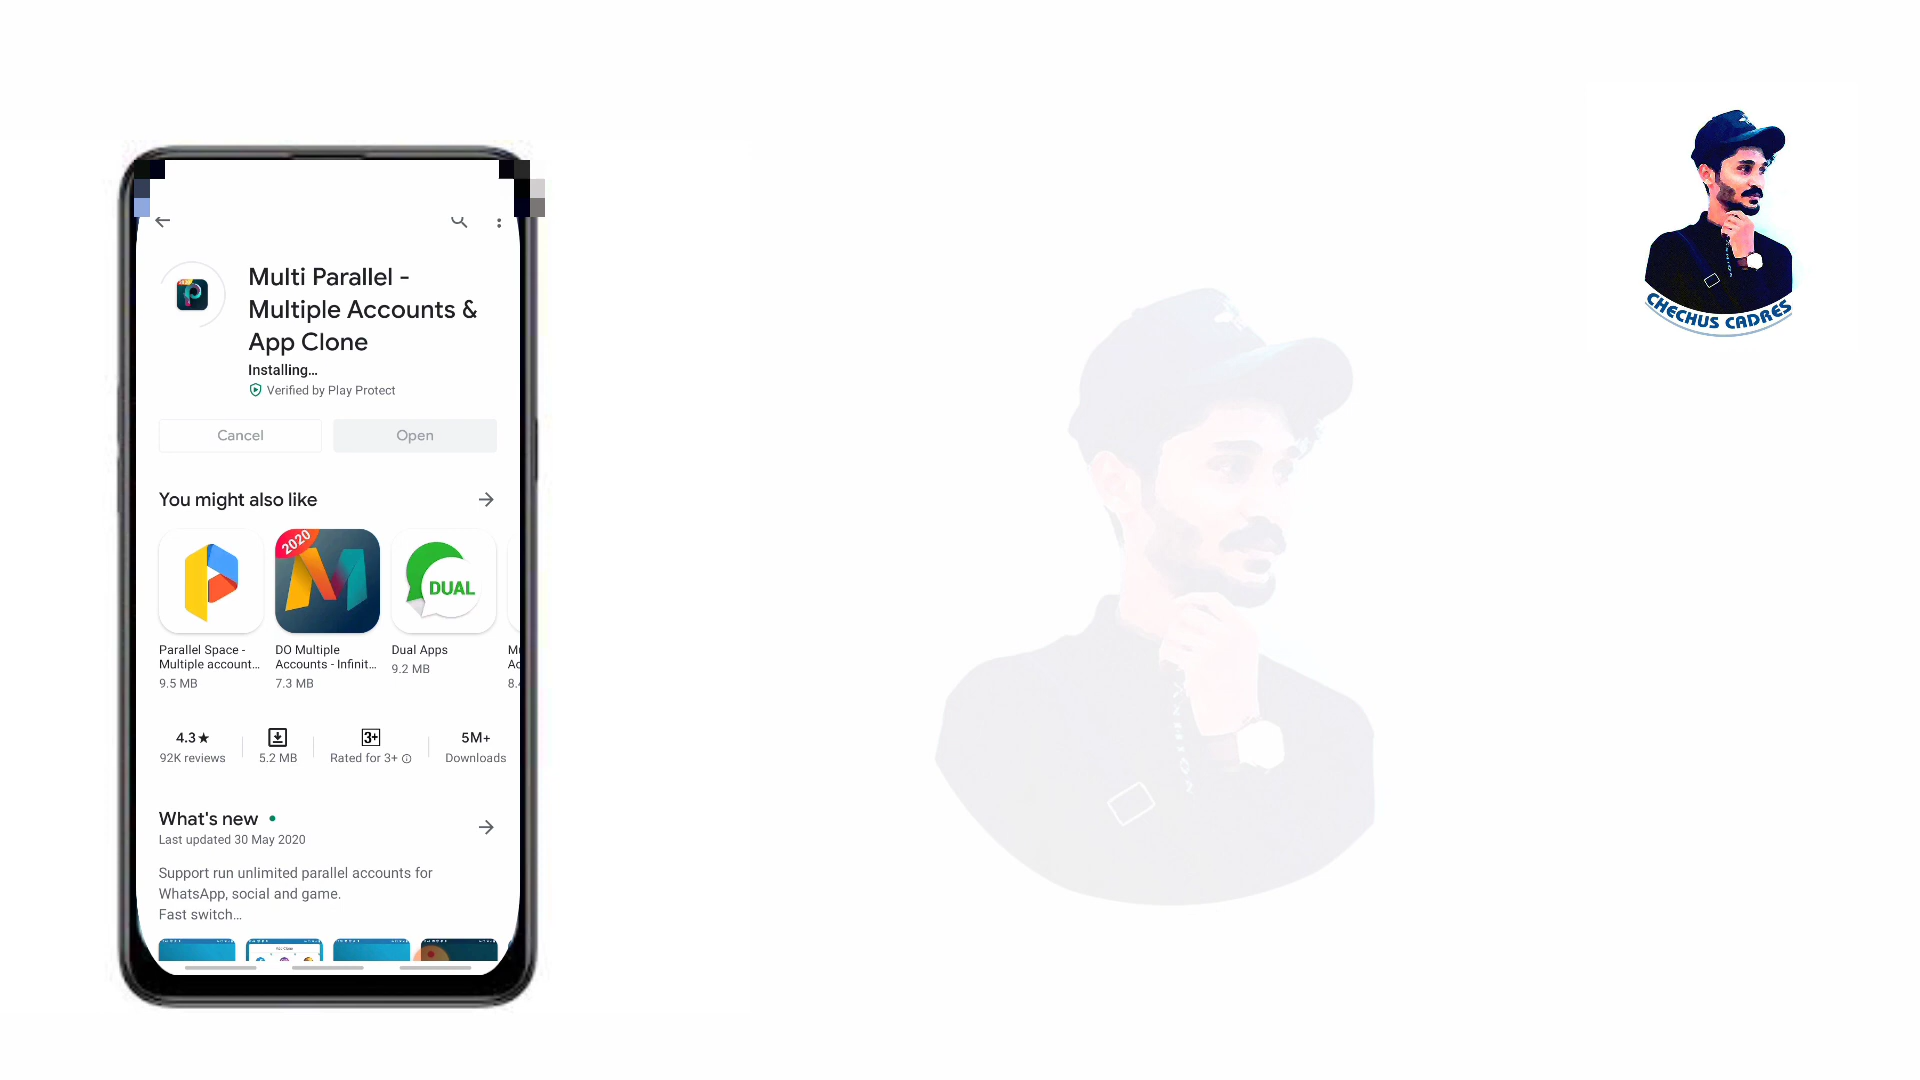 Multi Parallel -
Multiple Accounts &
App Clone
Installing...
Verified by Play Protect
Cancel
Open
You might also like
2020
DUAL
Parallel Space -
Multiple account...
9.5 MB
DO Multiple
Accounts - Infinit...
7.3 MB
Dual Apps
9.2 MB
4.3★
92K reviews
5.2 MB
3+
Rated for 3+
5M+
Downloads
What's new
Last updated 30 May 2020
Support run unlimited parallel accounts for
WhatsApp, social and game.
Fast switch...
CHECHUS CADRES